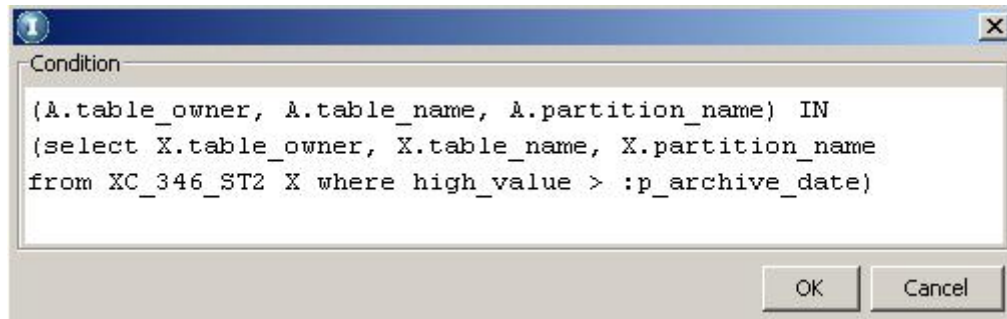 Condition
(A.table_owner, A.table_name, A.partition_name) IN
(select X.table_owner, X.table_name, X.partition_name
from XC_346_ST2 X where high_value > :p_archive_date)
OK Cancel